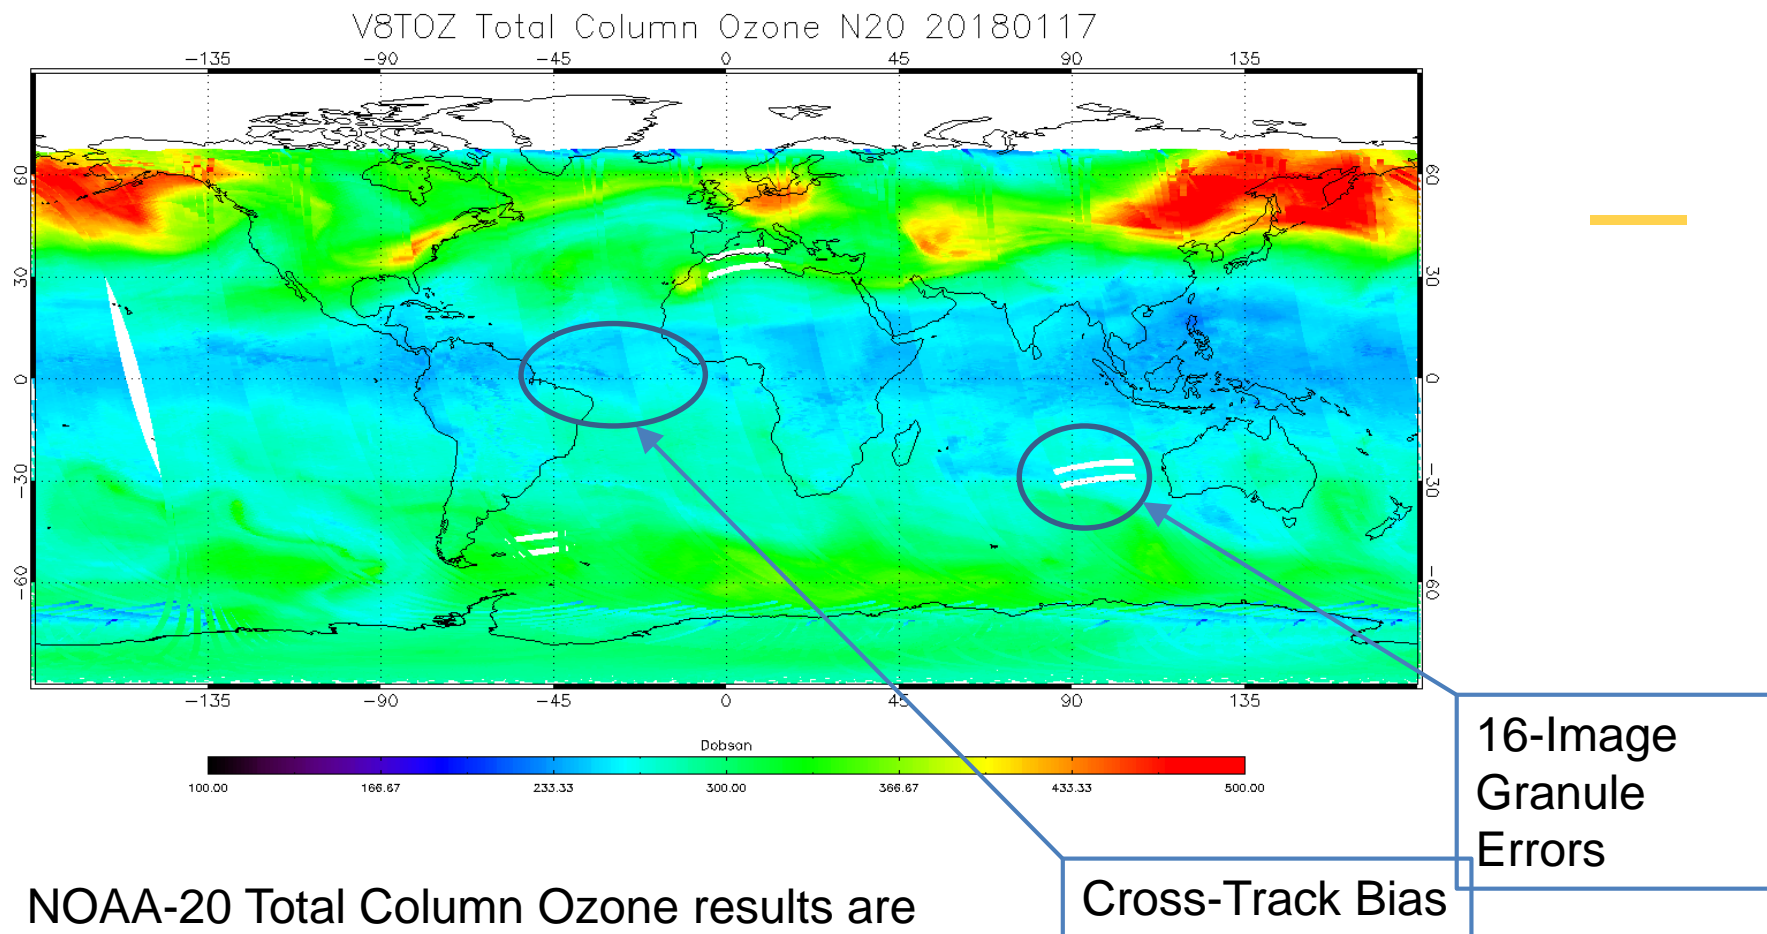 V8TOZ Total Column Ozone N20 20180117
-135 -90 -45 0 45 90 135
60 60
30 30
0 0
-30 -30
-60 -60
-135 -90 -45 0 45 90 135
Dobson
100.00 166.67 233.33 300.00 366.67 433.33 500.00
16-Image
Granule
Errors
Cross-Track Bias
NOAA-20 Total Column Ozone results are